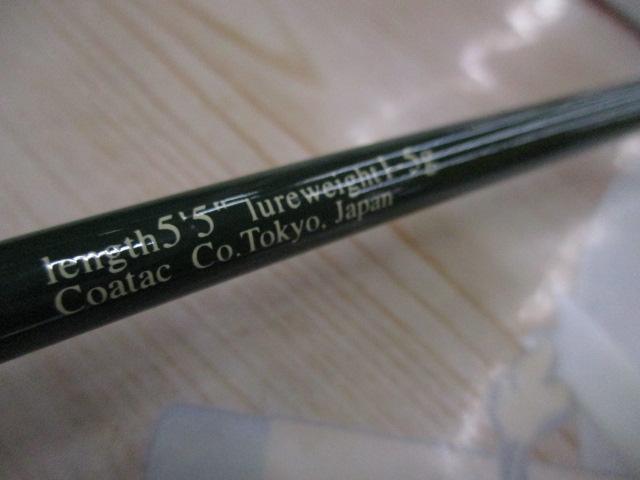 length5'5" lureweight1-5g
Coatac Co.Tokyo, Japan